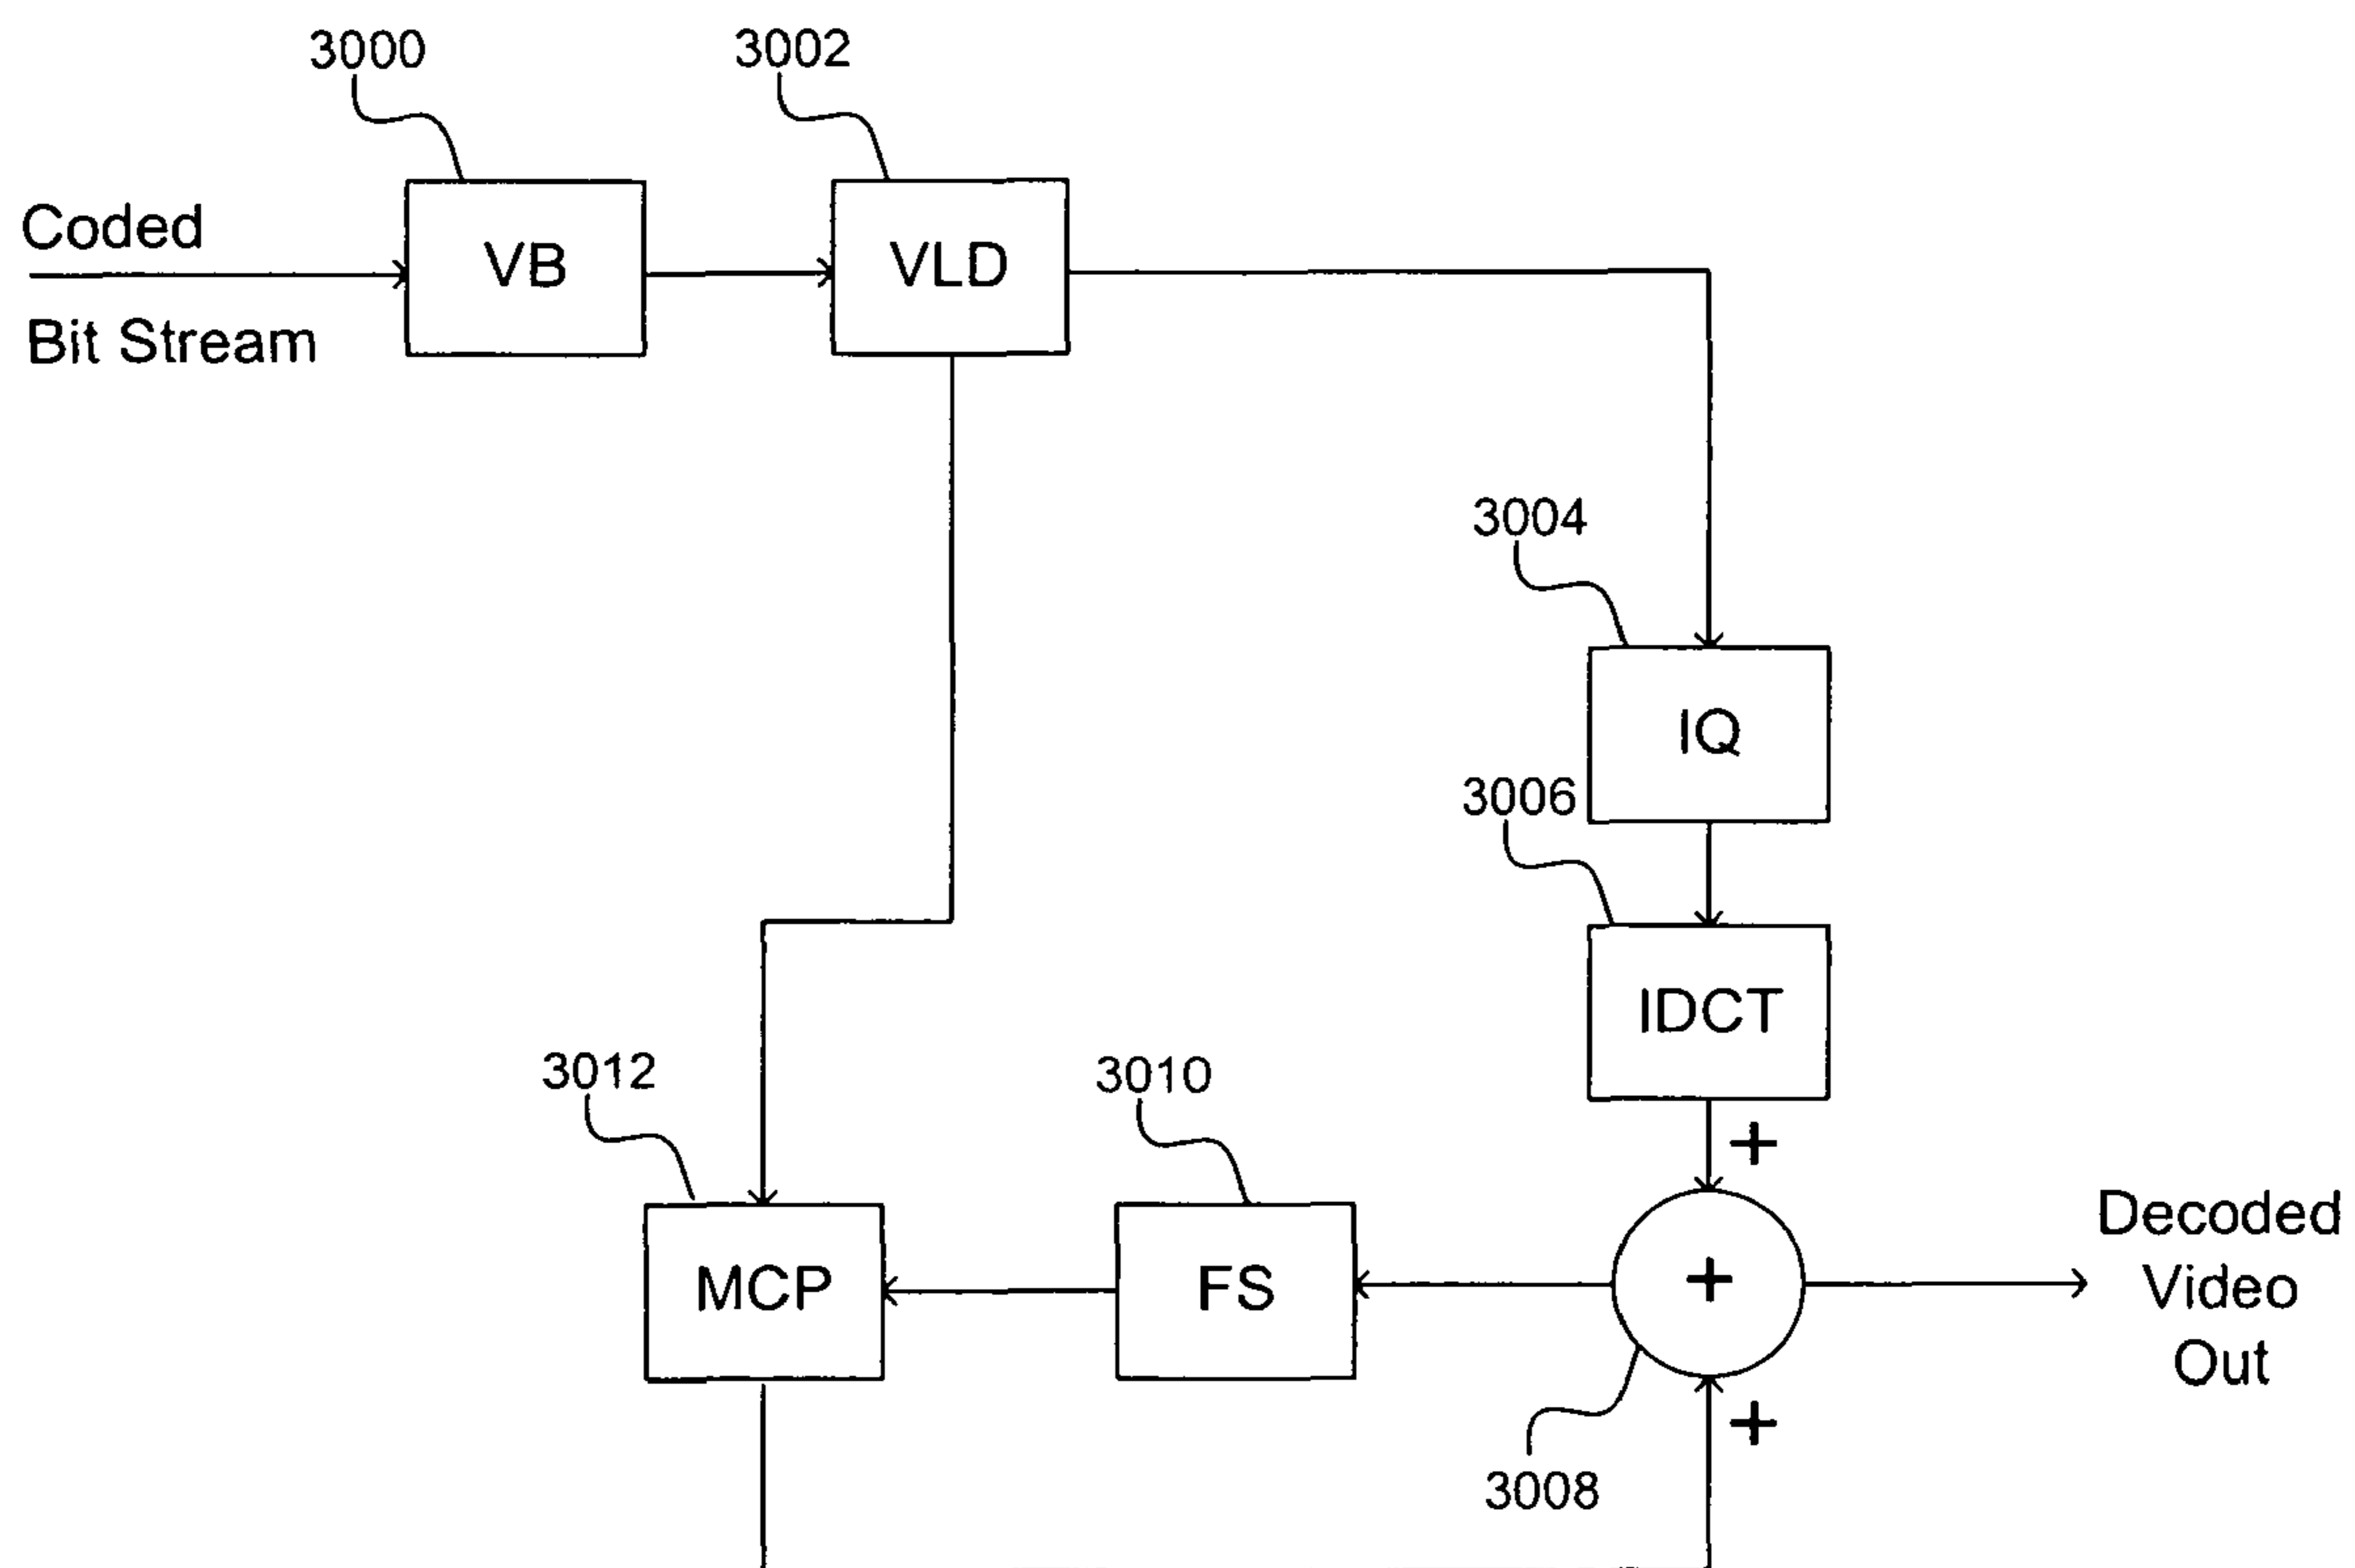 3000
3002
Coded
Bit Stream
VB
VLD
3004
IQ
3006
IDCT
3012
3010
+
MCP
FS
+
Decoded
Video
Out
+
3008